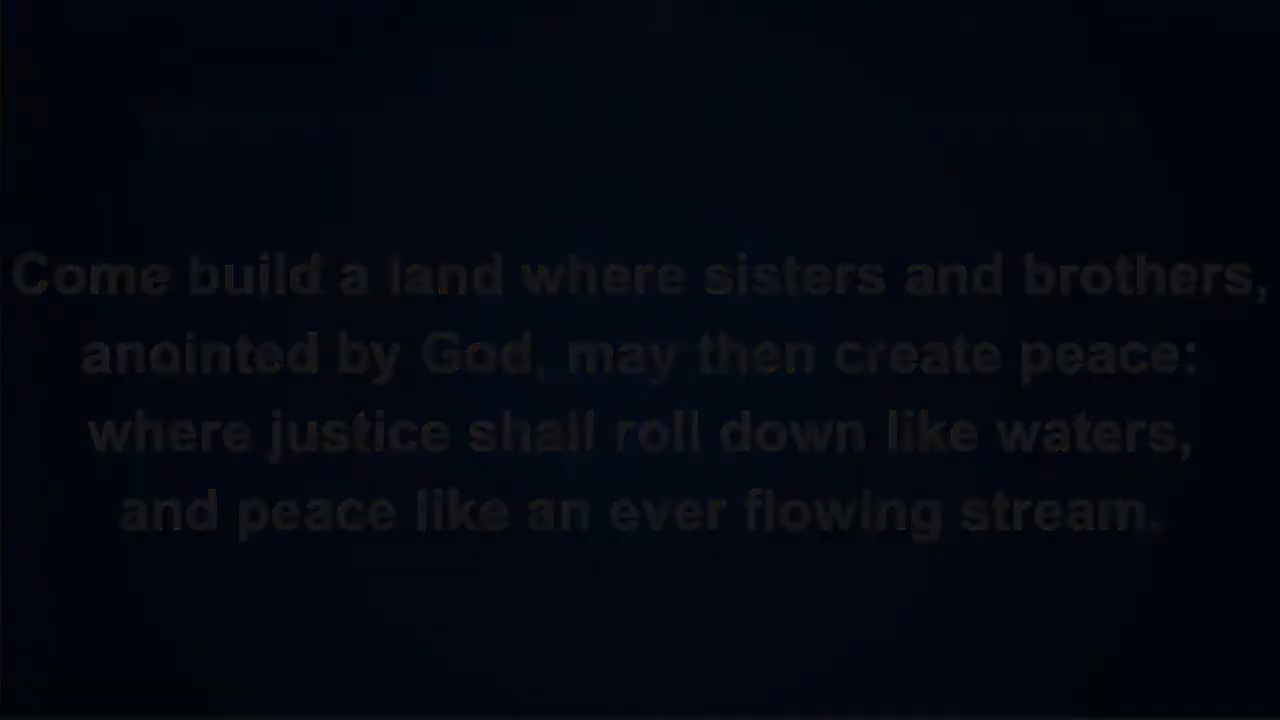 Come build a land where sisters and brothers,
anointed by God, may then create peace:
where justice shall roll down like waters,
and peace like an ever flowing stream.